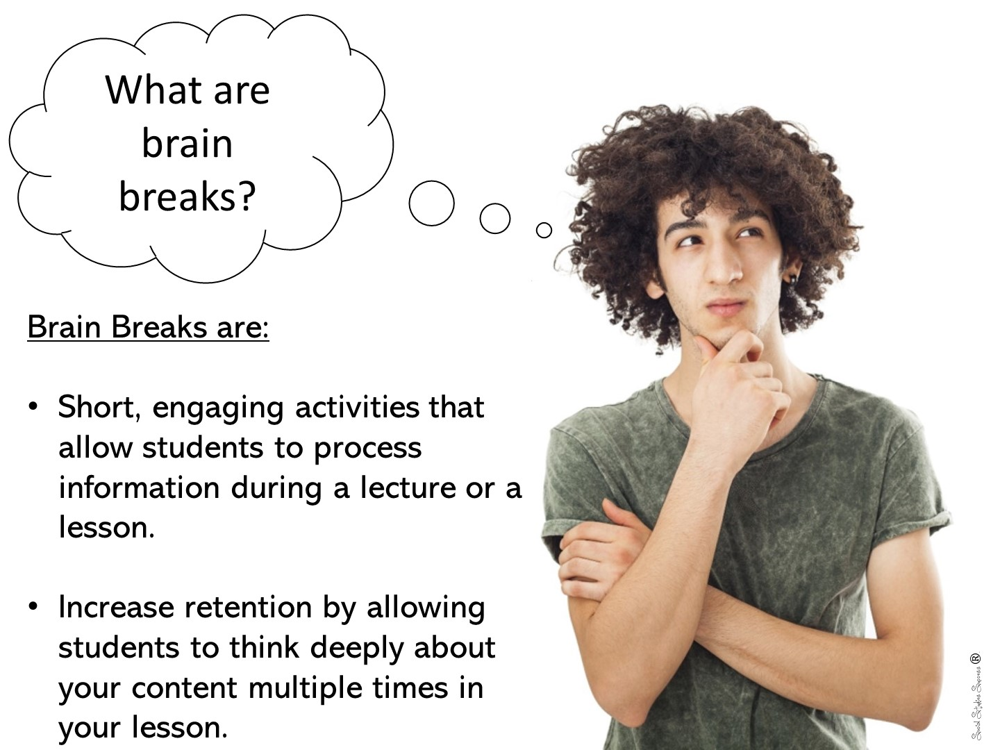 What are
brain
breaks?
Brain Breaks are:
• Short, engaging activities that
allow students to process
information during a lecture or a
lesson.
• Increase retention by allowing
students to think deeply about
your content multiple times in
your lesson.
Social Studies Success ®